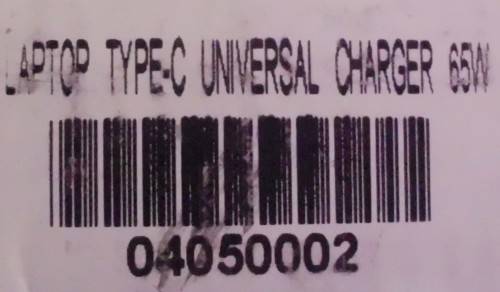 LAPTOP TYPE-C UNIVERSAL CHARGER 65W
04050002